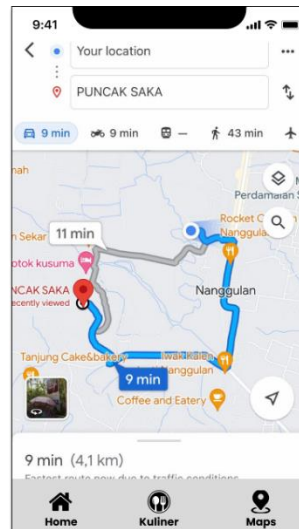 9:41
Your location
PUNCAK SAKA
9 min
9 min
—
43 min
Perdamaian S
Rocket C
Nanggulan
n Sekar
11 min
otok kusuma
NCAK SAKA
ecently viewed
Nanggulan
Tanjung Cake&bakery
Iwak Kalen
Nanggulan
9 min
Coffee and Eatery
9 min (4,1 km)
Fastest route now due to traffic conditions
Home
Kuliner
Maps